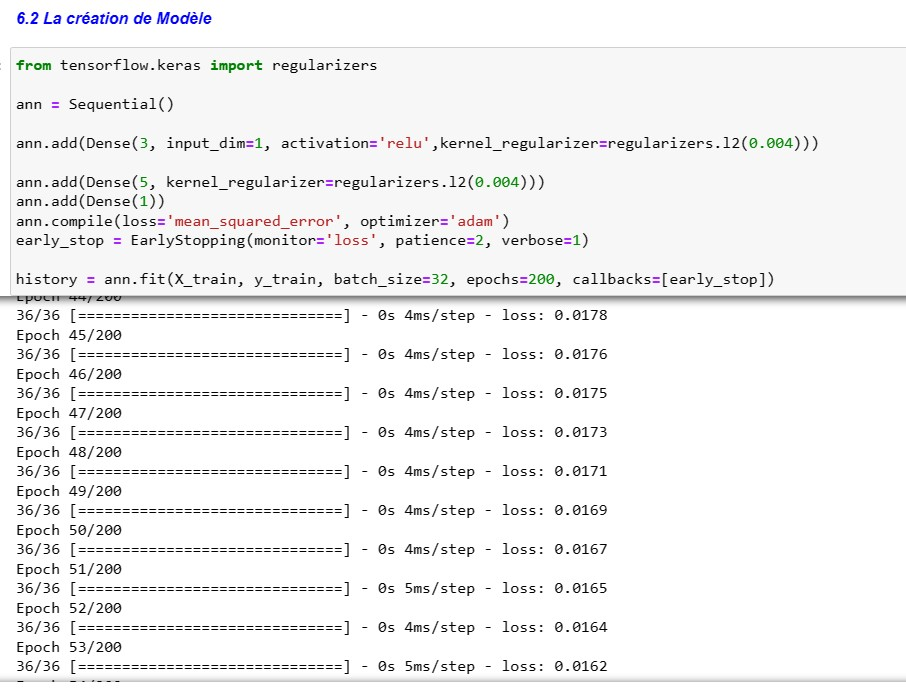 6.2 La création de Modèle
from tensorflow.keras import regularizers
ann = Sequential()
ann.add(Dense(3, input_dim=1, activation='relu',kernel_regularizer=regularizers.l2(0.004)))
ann.add(Dense(5, kernel_regularizer=regularizers.l2(0.004)))
ann.add(Dense(1))
ann.compile(loss='mean_squared_error', optimizer='adam')
early_stop = EarlyStopping(monitor='loss', patience=2, verbose=1)
history = ann.fit(X_train, y_train, batch_size=32, epochs=200, callbacks=[early_stop])
Epoch 44/200
36/36 [==============================] - 0s 4ms/step - loss: 0.0178
Epoch 45/200
36/36 [==============================] - 0s 4ms/step - loss: 0.0176
Epoch 46/200
36/36 [==============================] - 0s 4ms/step - loss: 0.0175
Epoch 47/200
36/36 [==============================] - 0s 4ms/step - loss: 0.0173
Epoch 48/200
36/36 [==============================] - 0s 4ms/step - loss: 0.0171
Epoch 49/200
36/36 [==============================] - 0s 4ms/step - loss: 0.0169
Epoch 50/200
36/36 [==============================] - 0s 4ms/step - loss: 0.0167
Epoch 51/200
36/36 [==============================] - 0s 5ms/step - loss: 0.0165
Epoch 52/200
36/36 [==============================] - 0s 4ms/step - loss: 0.0164
Epoch 53/200
36/36 [==============================] - 0s 5ms/step - loss: 0.0162